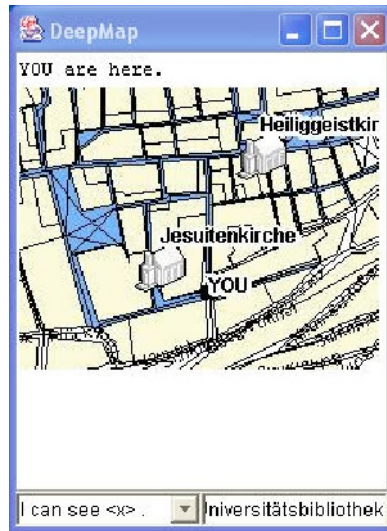 DeepMap
YOU are here.
Heiliggeistkir
Jesuitenkirche
YOU
I can see <x> . niversitätsbibliothek